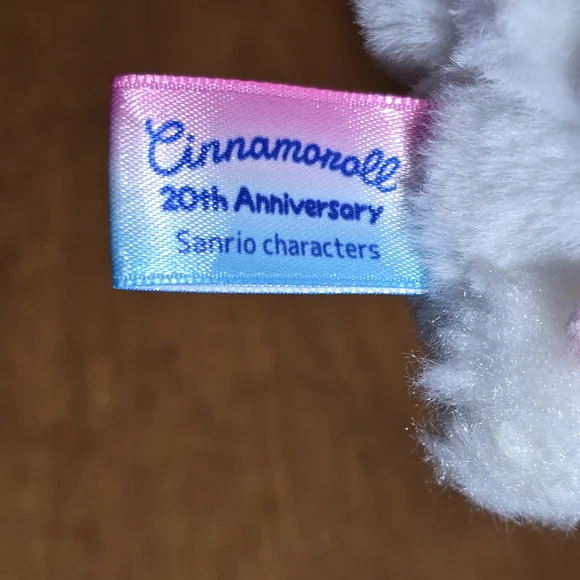 Cinnamoroll
20th Anniversary
Sanrio characters